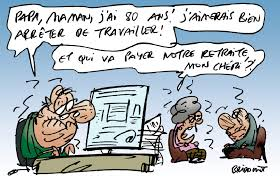 PAPA, MAMAN, J'AI 80 ANS! J'AIMERAIS BIEN
ARRÊTER DE TRAVAILLER!
ET QUI VA PAYER NOTRE RETRAITE
MON CHÉRI?!